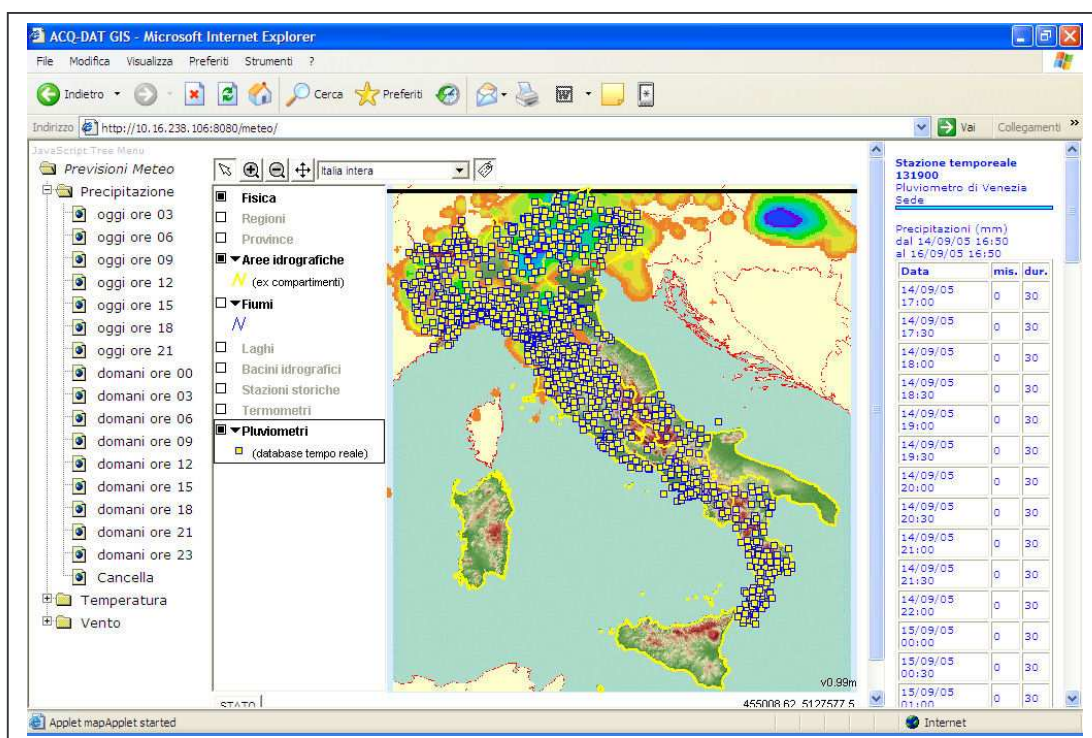 ACQ-DAT GIS - Microsoft Internet Explorer
File Modifica Visualizza Preferiti Strumenti ?
Indietro Cerca Preferiti
Indirizzo http://10.16.238.106:8080/meteo/ Vai Collegamenti »
JavaScript Tree Menu
Previsioni Meteo
Precipitazione
oggi ore 03
oggi ore 06
oggi ore 09
oggi ore 12
oggi ore 15
oggi ore 18
oggi ore 21
domani ore 00
domani ore 03
domani ore 06
domani ore 09
domani ore 12
domani ore 15
domani ore 18
domani ore 21
domani ore 23
Cancella
Temperatura
Vento
Italia intera
Fisica
Regioni
Province
Aree idrografiche
(ex compartimenti)
Fiumi
Laghi
Bacini idrografici
Stazioni storiche
Termometri
Pluviometri
(database tempo reale)
v0.99m
STATO
455008.62 5127577.5
Stazione temporeale
131900
Pluviometro di Venezia
Sede
Precipitazioni (mm)
dal 14/09/05 16:50
al 16/09/05 16:50
Data mis. dur.
14/09/05
17:00 0 30
14/09/05
17:30 0 30
14/09/05
18:00 0 30
14/09/05
18:30 0 30
14/09/05
19:00 0 30
14/09/05
19:30 0 30
14/09/05
20:00 0 30
14/09/05
20:30 0 30
14/09/05
21:00 0 30
14/09/05
21:30 0 30
14/09/05
22:00 0 30
15/09/05
00:00 0 30
15/09/05
00:30 0 30
15/09/05
01:00 0 30
Applet mapApplet started
Internet